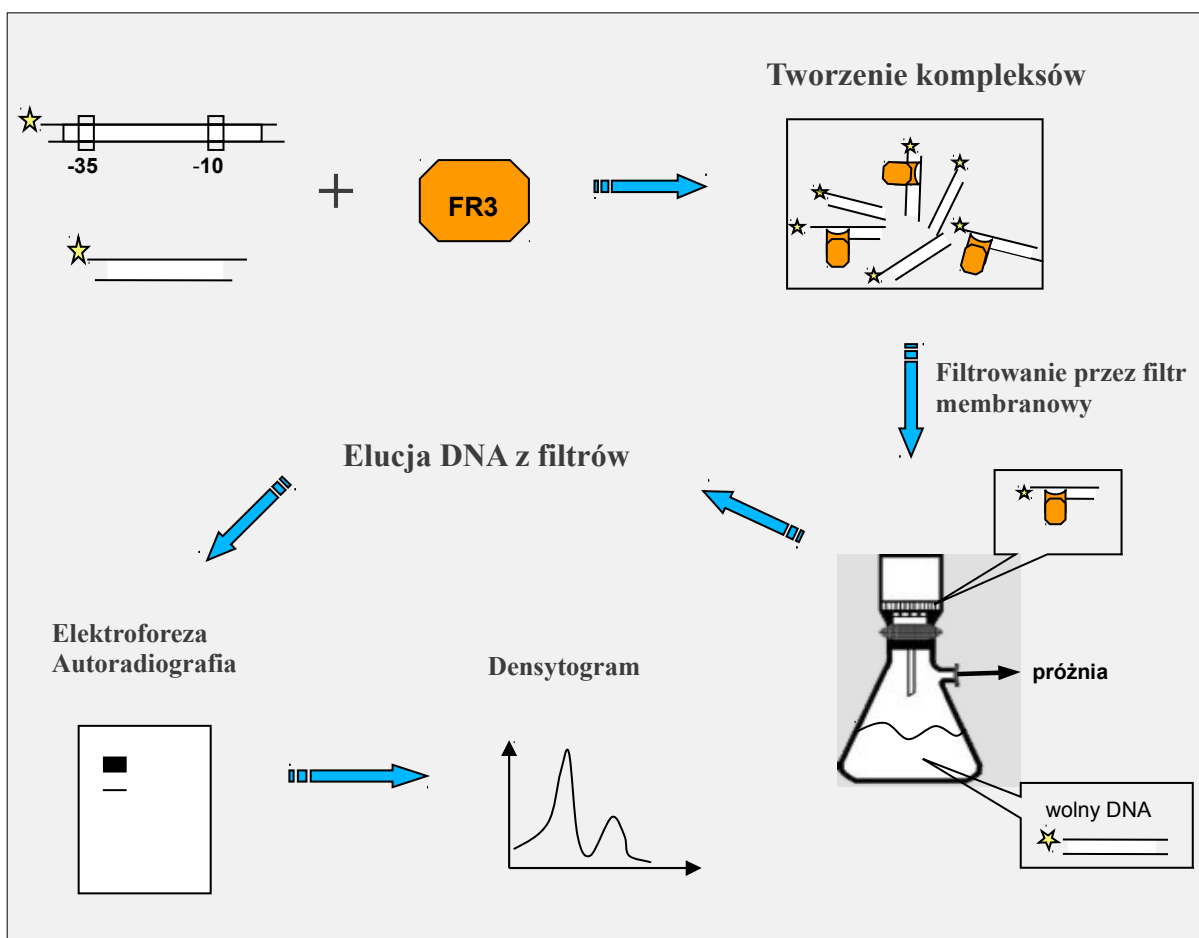 Tworzenie kompleksów
-35
-10
+
FR3
Filtrowanie przez filtr
membranowy
Elucja DNA z filtrów
Elektroforeza
Autoradiografia
Densytogram
próżnia
wolny DNA